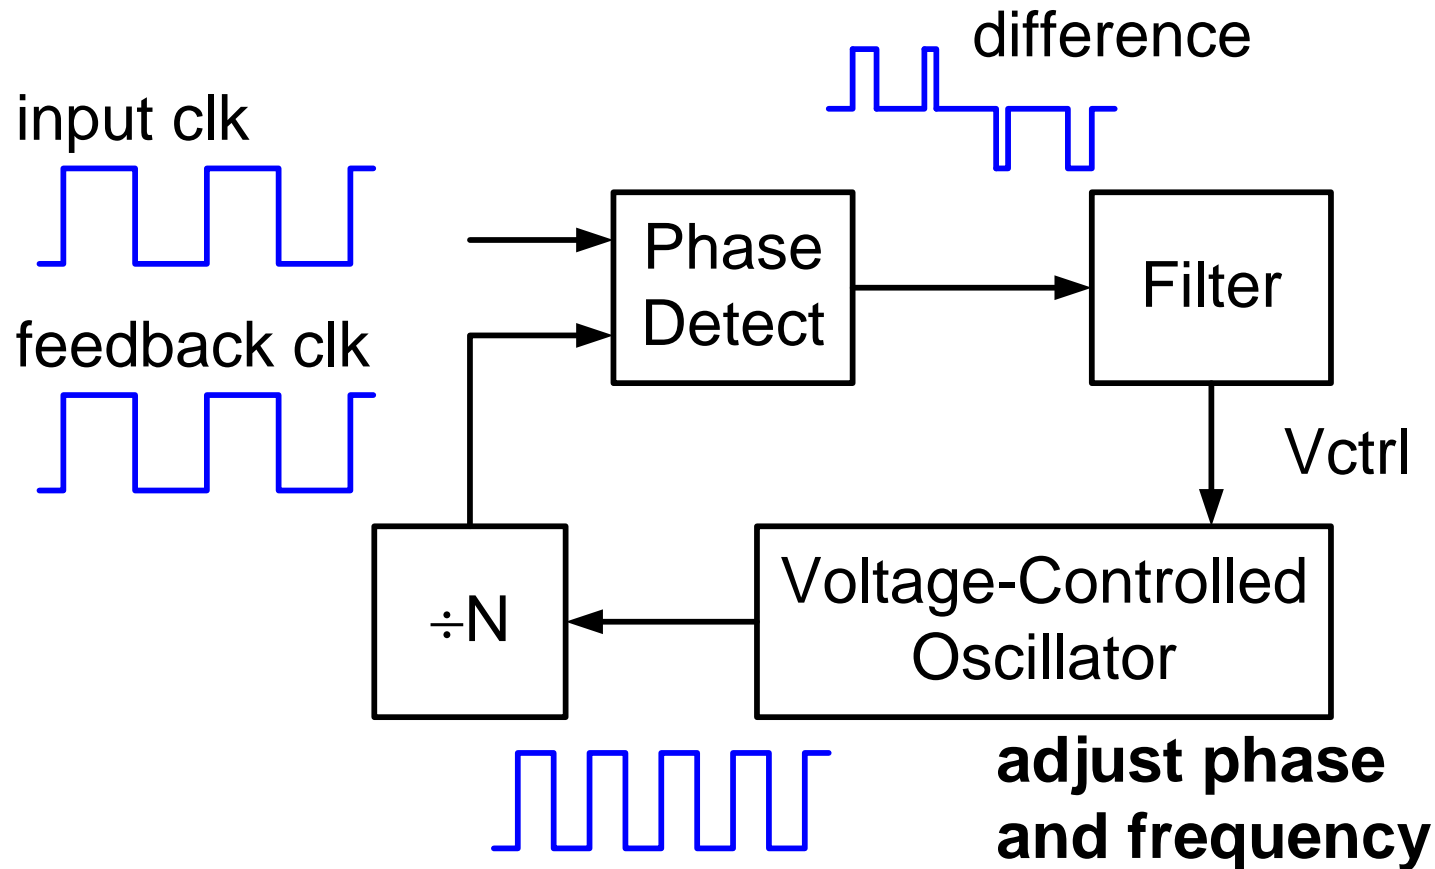 difference
input clk
Phase
Detect
Filter
feedback clk
Vctrl
÷N
Voltage-Controlled
Oscillator
adjust phase
and frequency